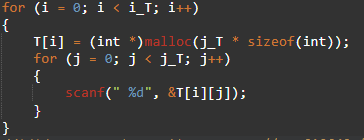 for (i = 0; i < i_T; i++)
{
    T[i] = (int *)malloc(j_T * sizeof(int));
    for (j = 0; j < j_T; j++)
    {
        scanf(" %d", &T[i][j]);
    }
}